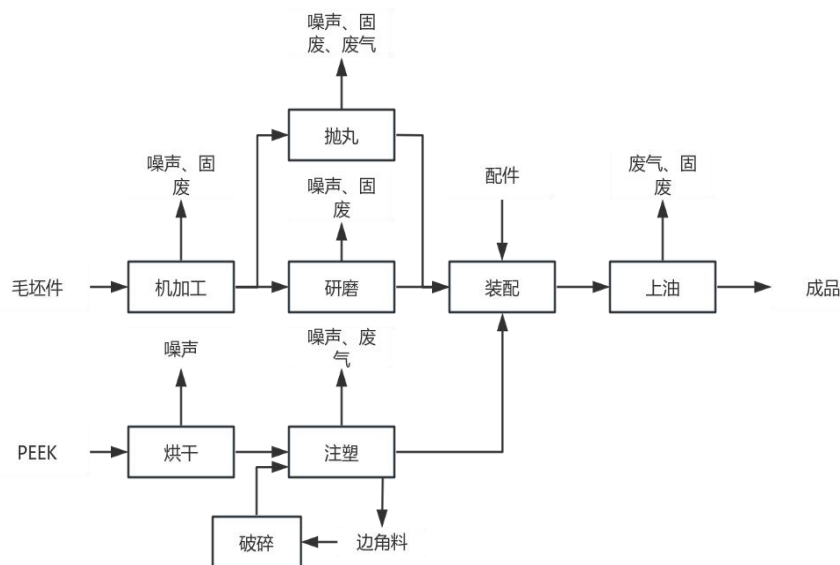 噪声、固
废、废气
抛丸
噪声、固
废
噪声、固
废
配件
废气、固
废
毛坯件
机加工
研磨
装配
上油
成品
噪声
噪声、废
气
PEEK
烘干
注塑
破碎
边角料